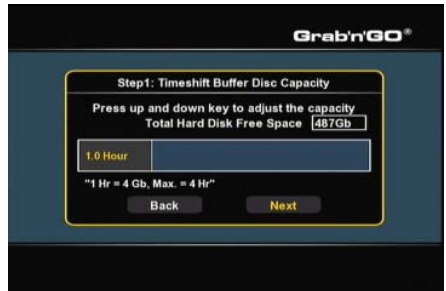 Grab'n'GO®
Step1: Timeshift Buffer Disc Capacity
Press up and down key to adjust the capacity
Total Hard Disk Free Space 487Gb
1.0 Hour
"1 Hr = 4 Gb, Max. = 4 Hr"
Back Next